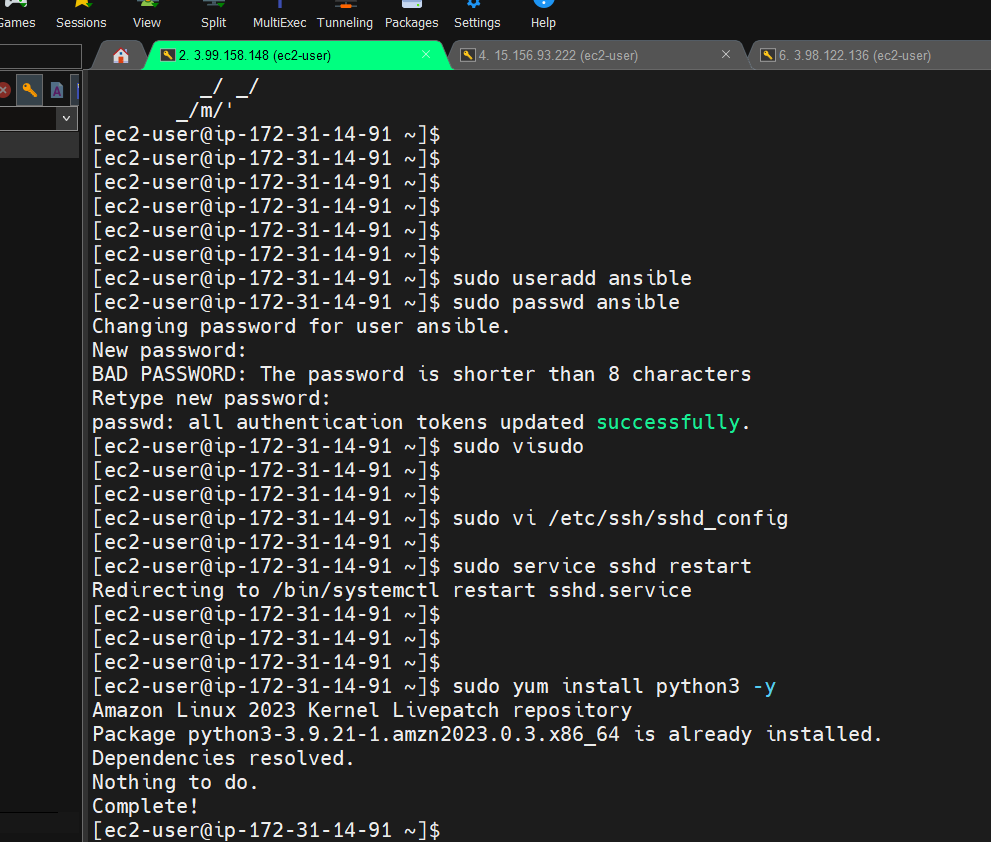 Games Sessions View Split MultiExec Tunneling Packages Settings Help
2. 3.99.158.148 (ec2-user) 4. 15.156.93.222 (ec2-user) 6. 3.98.122.136 (ec2-user)
_/ _/
_/m/'
[ec2-user@ip-172-31-14-91 ~]$
[ec2-user@ip-172-31-14-91 ~]$
[ec2-user@ip-172-31-14-91 ~]$
[ec2-user@ip-172-31-14-91 ~]$
[ec2-user@ip-172-31-14-91 ~]$
[ec2-user@ip-172-31-14-91 ~]$
[ec2-user@ip-172-31-14-91 ~]$ sudo useradd ansible
[ec2-user@ip-172-31-14-91 ~]$ sudo passwd ansible
Changing password for user ansible.
New password:
BAD PASSWORD: The password is shorter than 8 characters
Retype new password:
passwd: all authentication tokens updated successfully.
[ec2-user@ip-172-31-14-91 ~]$ sudo visudo
[ec2-user@ip-172-31-14-91 ~]$
[ec2-user@ip-172-31-14-91 ~]$
[ec2-user@ip-172-31-14-91 ~]$ sudo vi /etc/ssh/sshd_config
[ec2-user@ip-172-31-14-91 ~]$
[ec2-user@ip-172-31-14-91 ~]$ sudo service sshd restart
Redirecting to /bin/systemctl restart sshd.service
[ec2-user@ip-172-31-14-91 ~]$
[ec2-user@ip-172-31-14-91 ~]$
[ec2-user@ip-172-31-14-91 ~]$
[ec2-user@ip-172-31-14-91 ~]$ sudo yum install python3 -y
Amazon Linux 2023 Kernel Livepatch repository
Package python3-3.9.21-1.amzn2023.0.3.x86_64 is already installed.
Dependencies resolved.
Nothing to do.
Complete!
[ec2-user@ip-172-31-14-91 ~]$